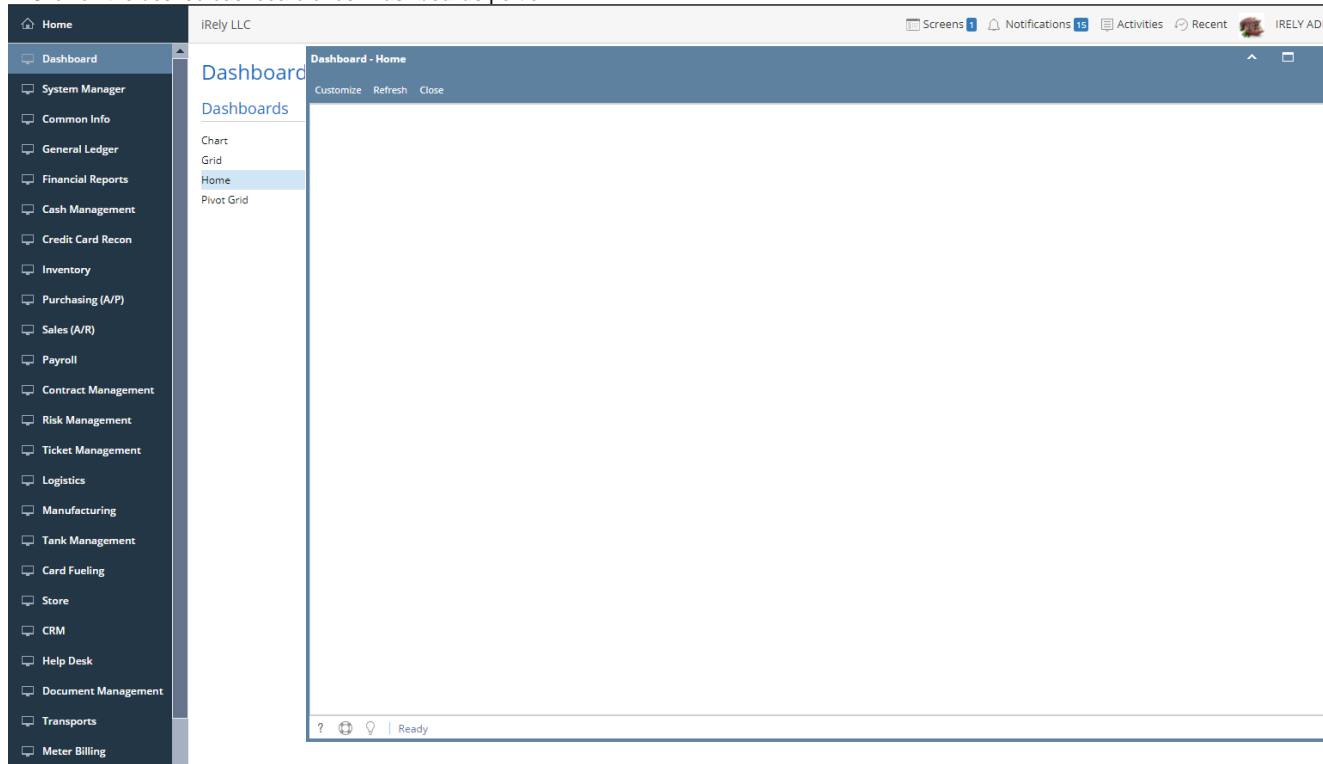 Home
iRely LLC
Screens 1 Notifications 15 Activities Recent IRELY AD
Dashboard
System Manager
Common Info
General Ledger
Financial Reports
Cash Management
Credit Card Recon
Inventory
Purchasing (A/P)
Sales (A/R)
Payroll
Contract Management
Risk Management
Ticket Management
Logistics
Manufacturing
Tank Management
Card Fueling
Store
CRM
Help Desk
Document Management
Transports
Meter Billing
Dashboard
Dashboards
Chart
Grid
Home
Pivot Grid
Dashboard - Home
Customize Refresh Close
? Ready